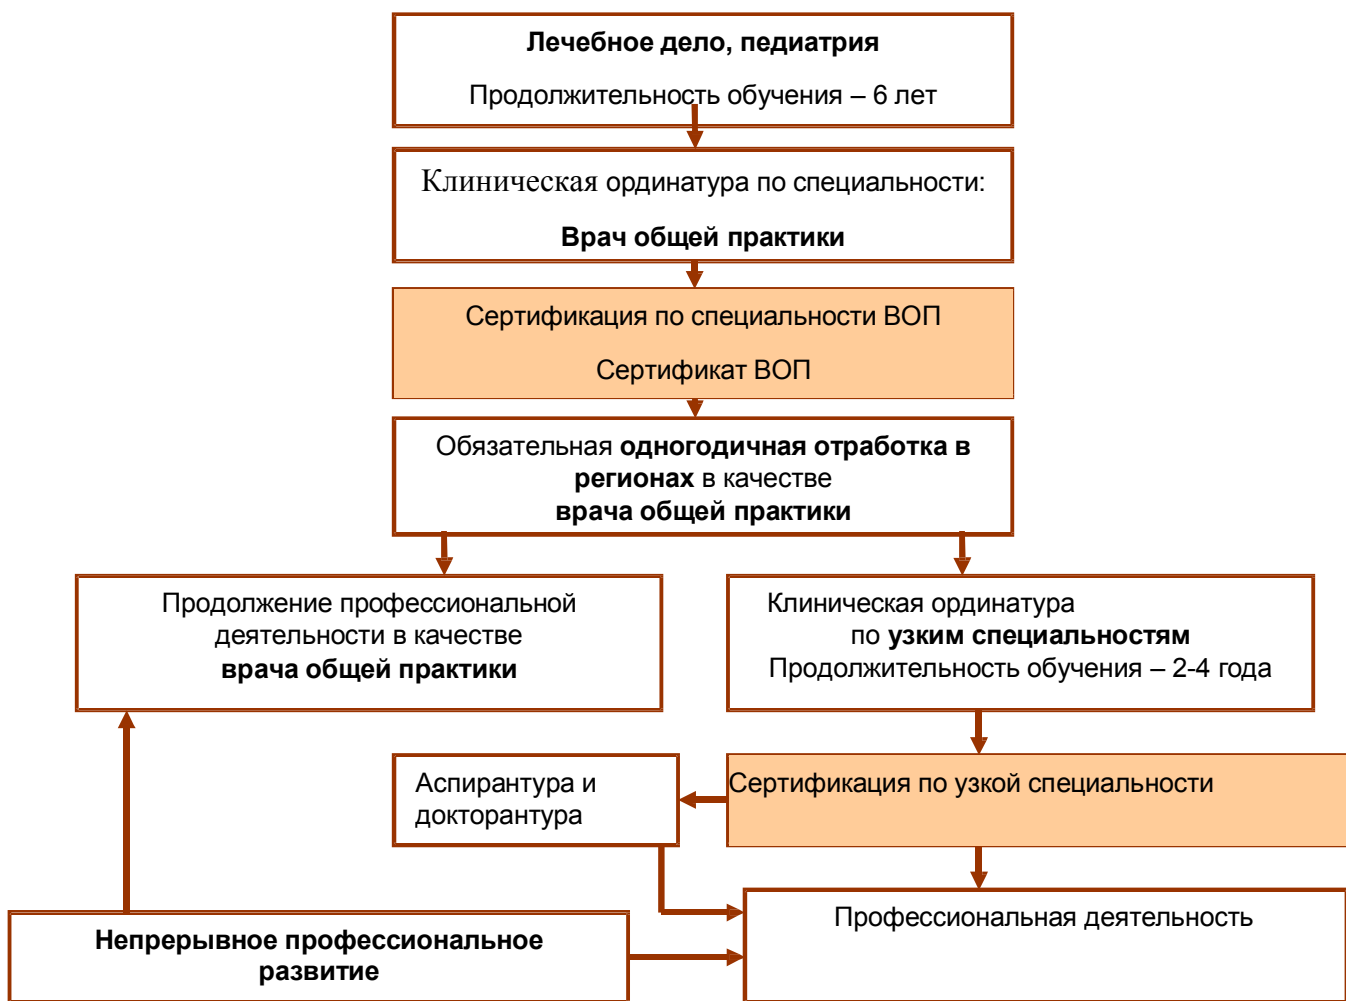 Лечебное дело, педиатрия
Продолжительность обучения – 6 лет
Клиническая ординатура по специальности:
Врач общей практики
Сертификация по специальности ВОП
Сертификат ВОП
Обязательная одногодичная отработка в
регионах в качестве
врача общей практики
Продолжение профессиональной
деятельности в качестве
врача общей практики
Клиническая ординатура
по узким специальностям
Продолжительность обучения – 2-4 года
Аспирантура и
докторантура
Сертификация по узкой специальности
Непрерывное профессиональное
развитие
Профессиональная деятельность